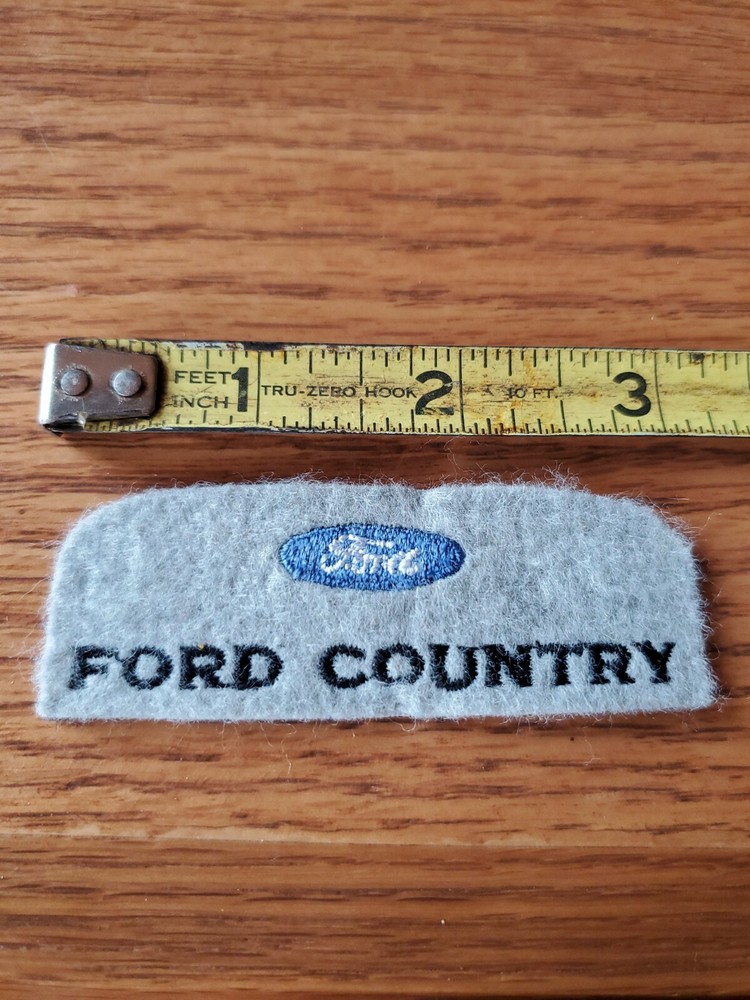 FEET 1 TRU-ZERO HOOK 2 10 FT. 3
INCH
Ford
FORD COUNTRY